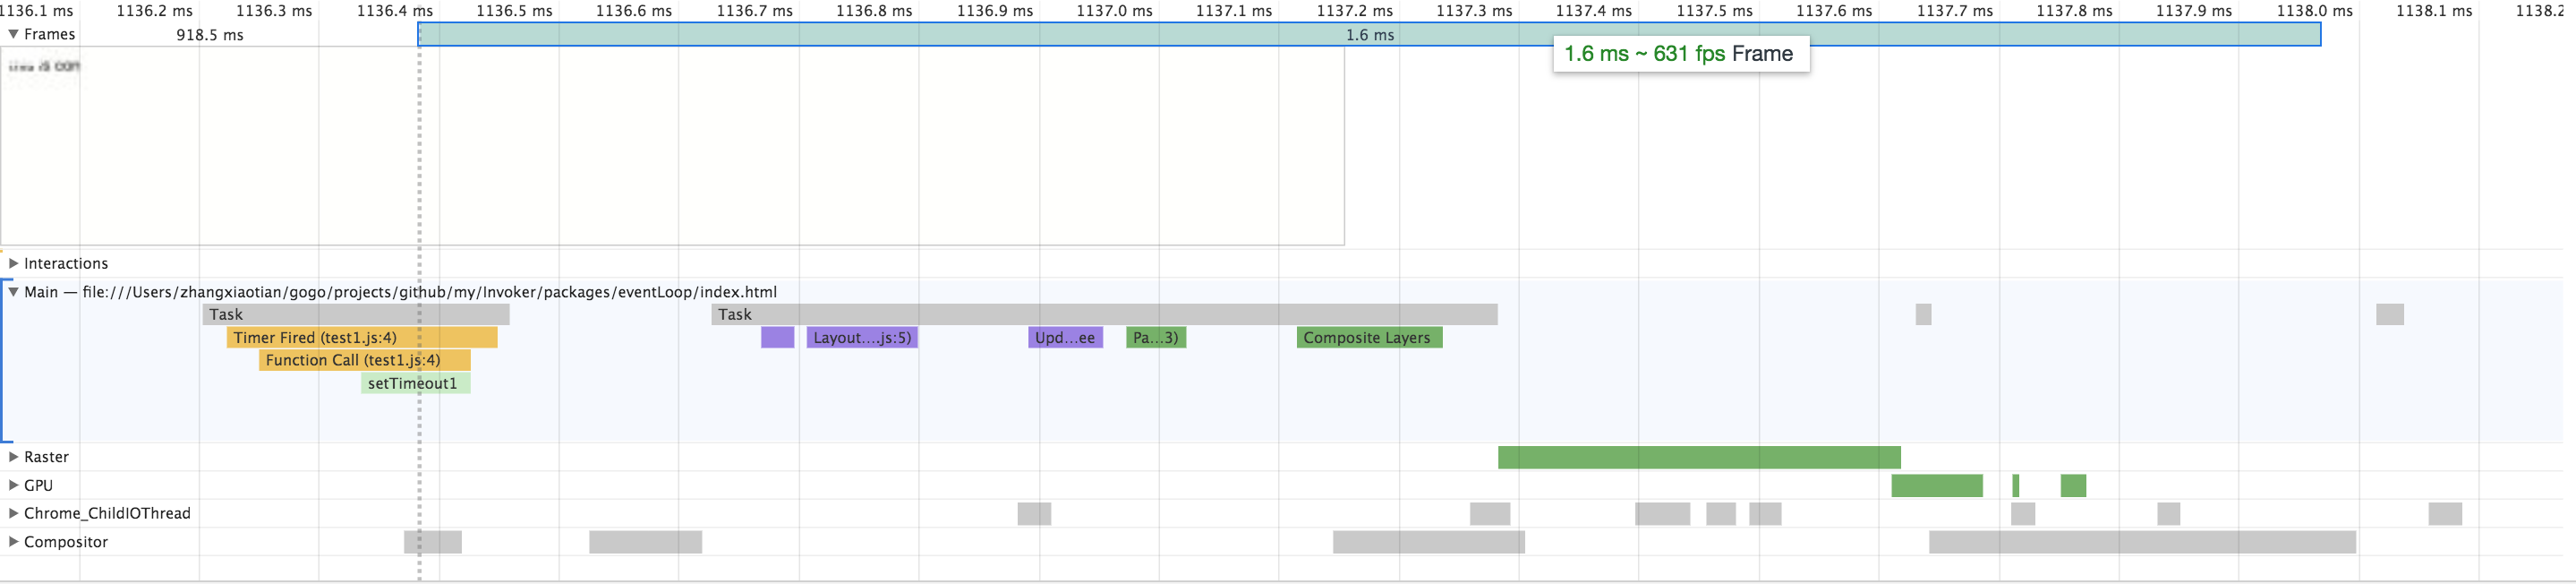 1136.1 ms 1136.2 ms 1136.3 ms 1136.4 ms 1136.5 ms 1136.6 ms 1136.7 ms 1136.8 ms 1136.9 ms 1137.0 ms 1137.1 ms 1137.2 ms 1137.3 ms 1137.4 ms 1137.5 ms 1137.6 ms 1137.7 ms 1137.8 ms 1137.9 ms 1138.0 ms 1138.1 ms 1138.2
Frames 918.5 ms 1.6 ms
1.6 ms ~ 631 fps Frame
Interactions
Main — file:///Users/zhangxiaotian/gogo/projects/github/my/Invoker/packages/eventLoop/index.html
Task Task
Timer Fired (test1.js:4) Layout….js:5) Upd…ee Pa…3) Composite Layers
Function Call (test1.js:4)
setTimeout1
Raster
GPU
Chrome_ChildIOThread
Compositor